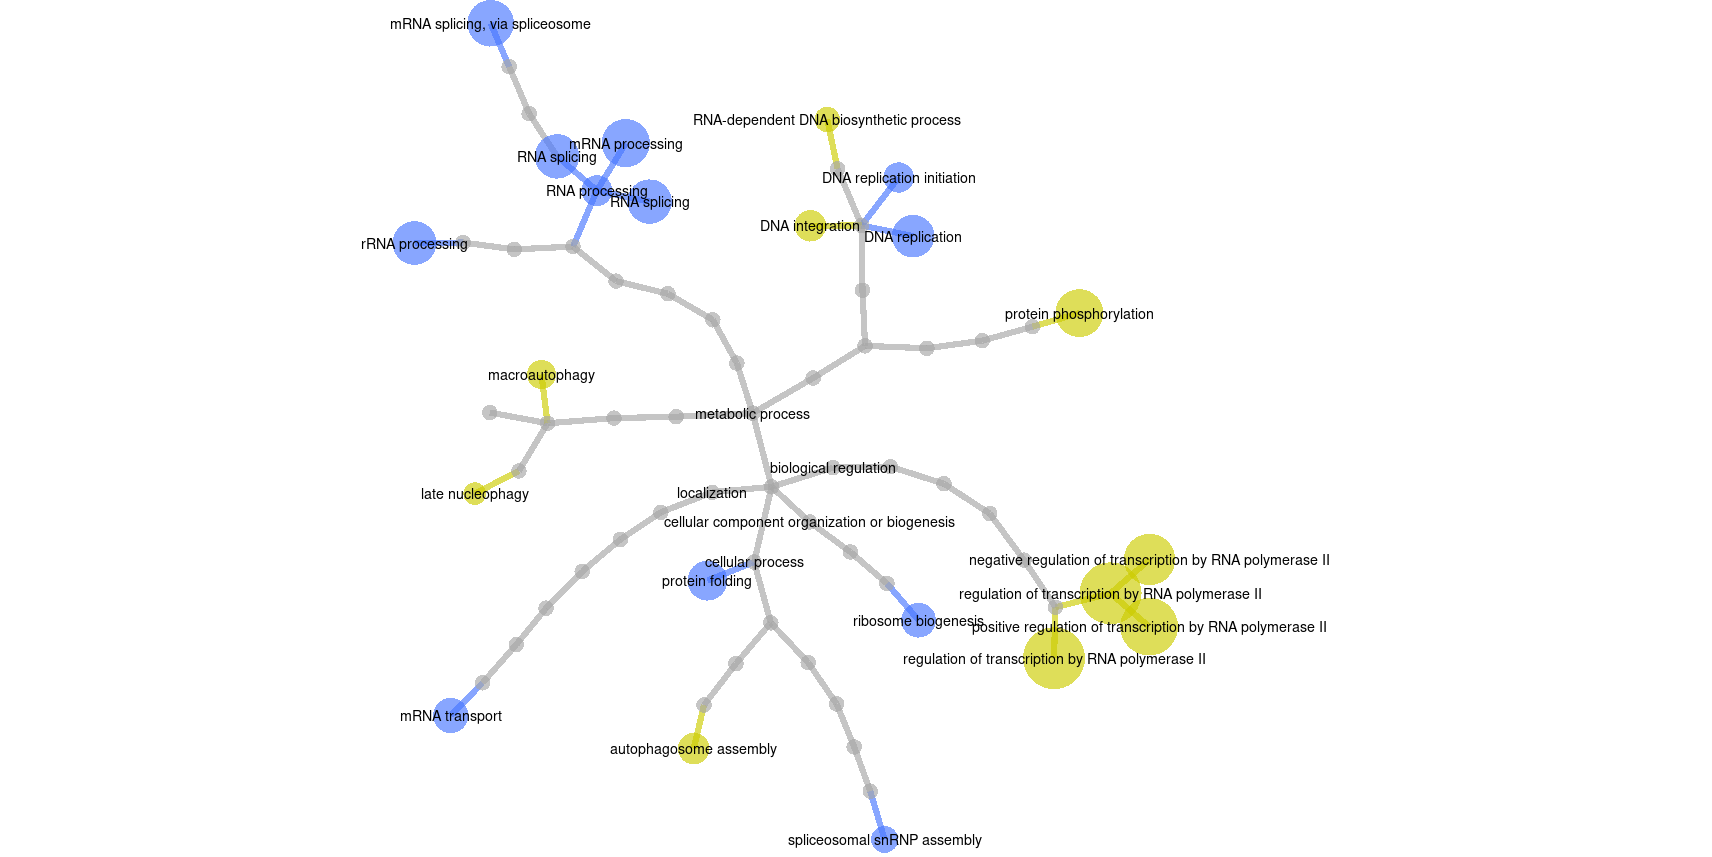 mRNA splicing, via spliceosome
RNA-dependent DNA biosynthetic process
mRNA processing
RNA splicing
DNA replication initiation
RNA processing
RNA splicing
DNA integration
DNA replication
rRNA processing
protein phosphorylation
macroautophagy
metabolic process
biological regulation
localization
late nucleophagy
cellular component organization or biogenesis
cellular process
negative regulation of transcription by RNA polymerase II
protein folding
regulation of transcription by RNA polymerase II
ribosome biogenesis
positive regulation of transcription by RNA polymerase II
regulation of transcription by RNA polymerase II
mRNA transport
autophagosome assembly
spliceosomal snRNP assembly